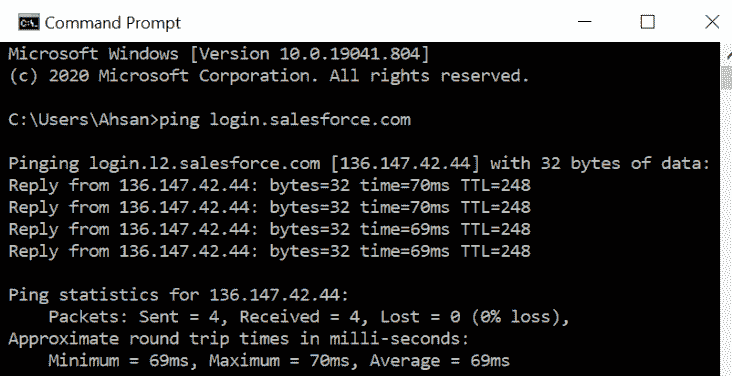 Command Prompt
Microsoft Windows [Version 10.0.19041.804]
(c) 2020 Microsoft Corporation. All rights reserved.
C:\Users\Ahsan>ping login.salesforce.com
Pinging login.l2.salesforce.com [136.147.42.44] with 32 bytes of data:
Reply from 136.147.42.44: bytes=32 time=70ms TTL=248
Reply from 136.147.42.44: bytes=32 time=70ms TTL=248
Reply from 136.147.42.44: bytes=32 time=69ms TTL=248
Reply from 136.147.42.44: bytes=32 time=69ms TTL=248
Ping statistics for 136.147.42.44:
    Packets: Sent = 4, Received = 4, Lost = 0 (0% loss),
Approximate round trip times in milli-seconds:
    Minimum = 69ms, Maximum = 70ms, Average = 69ms